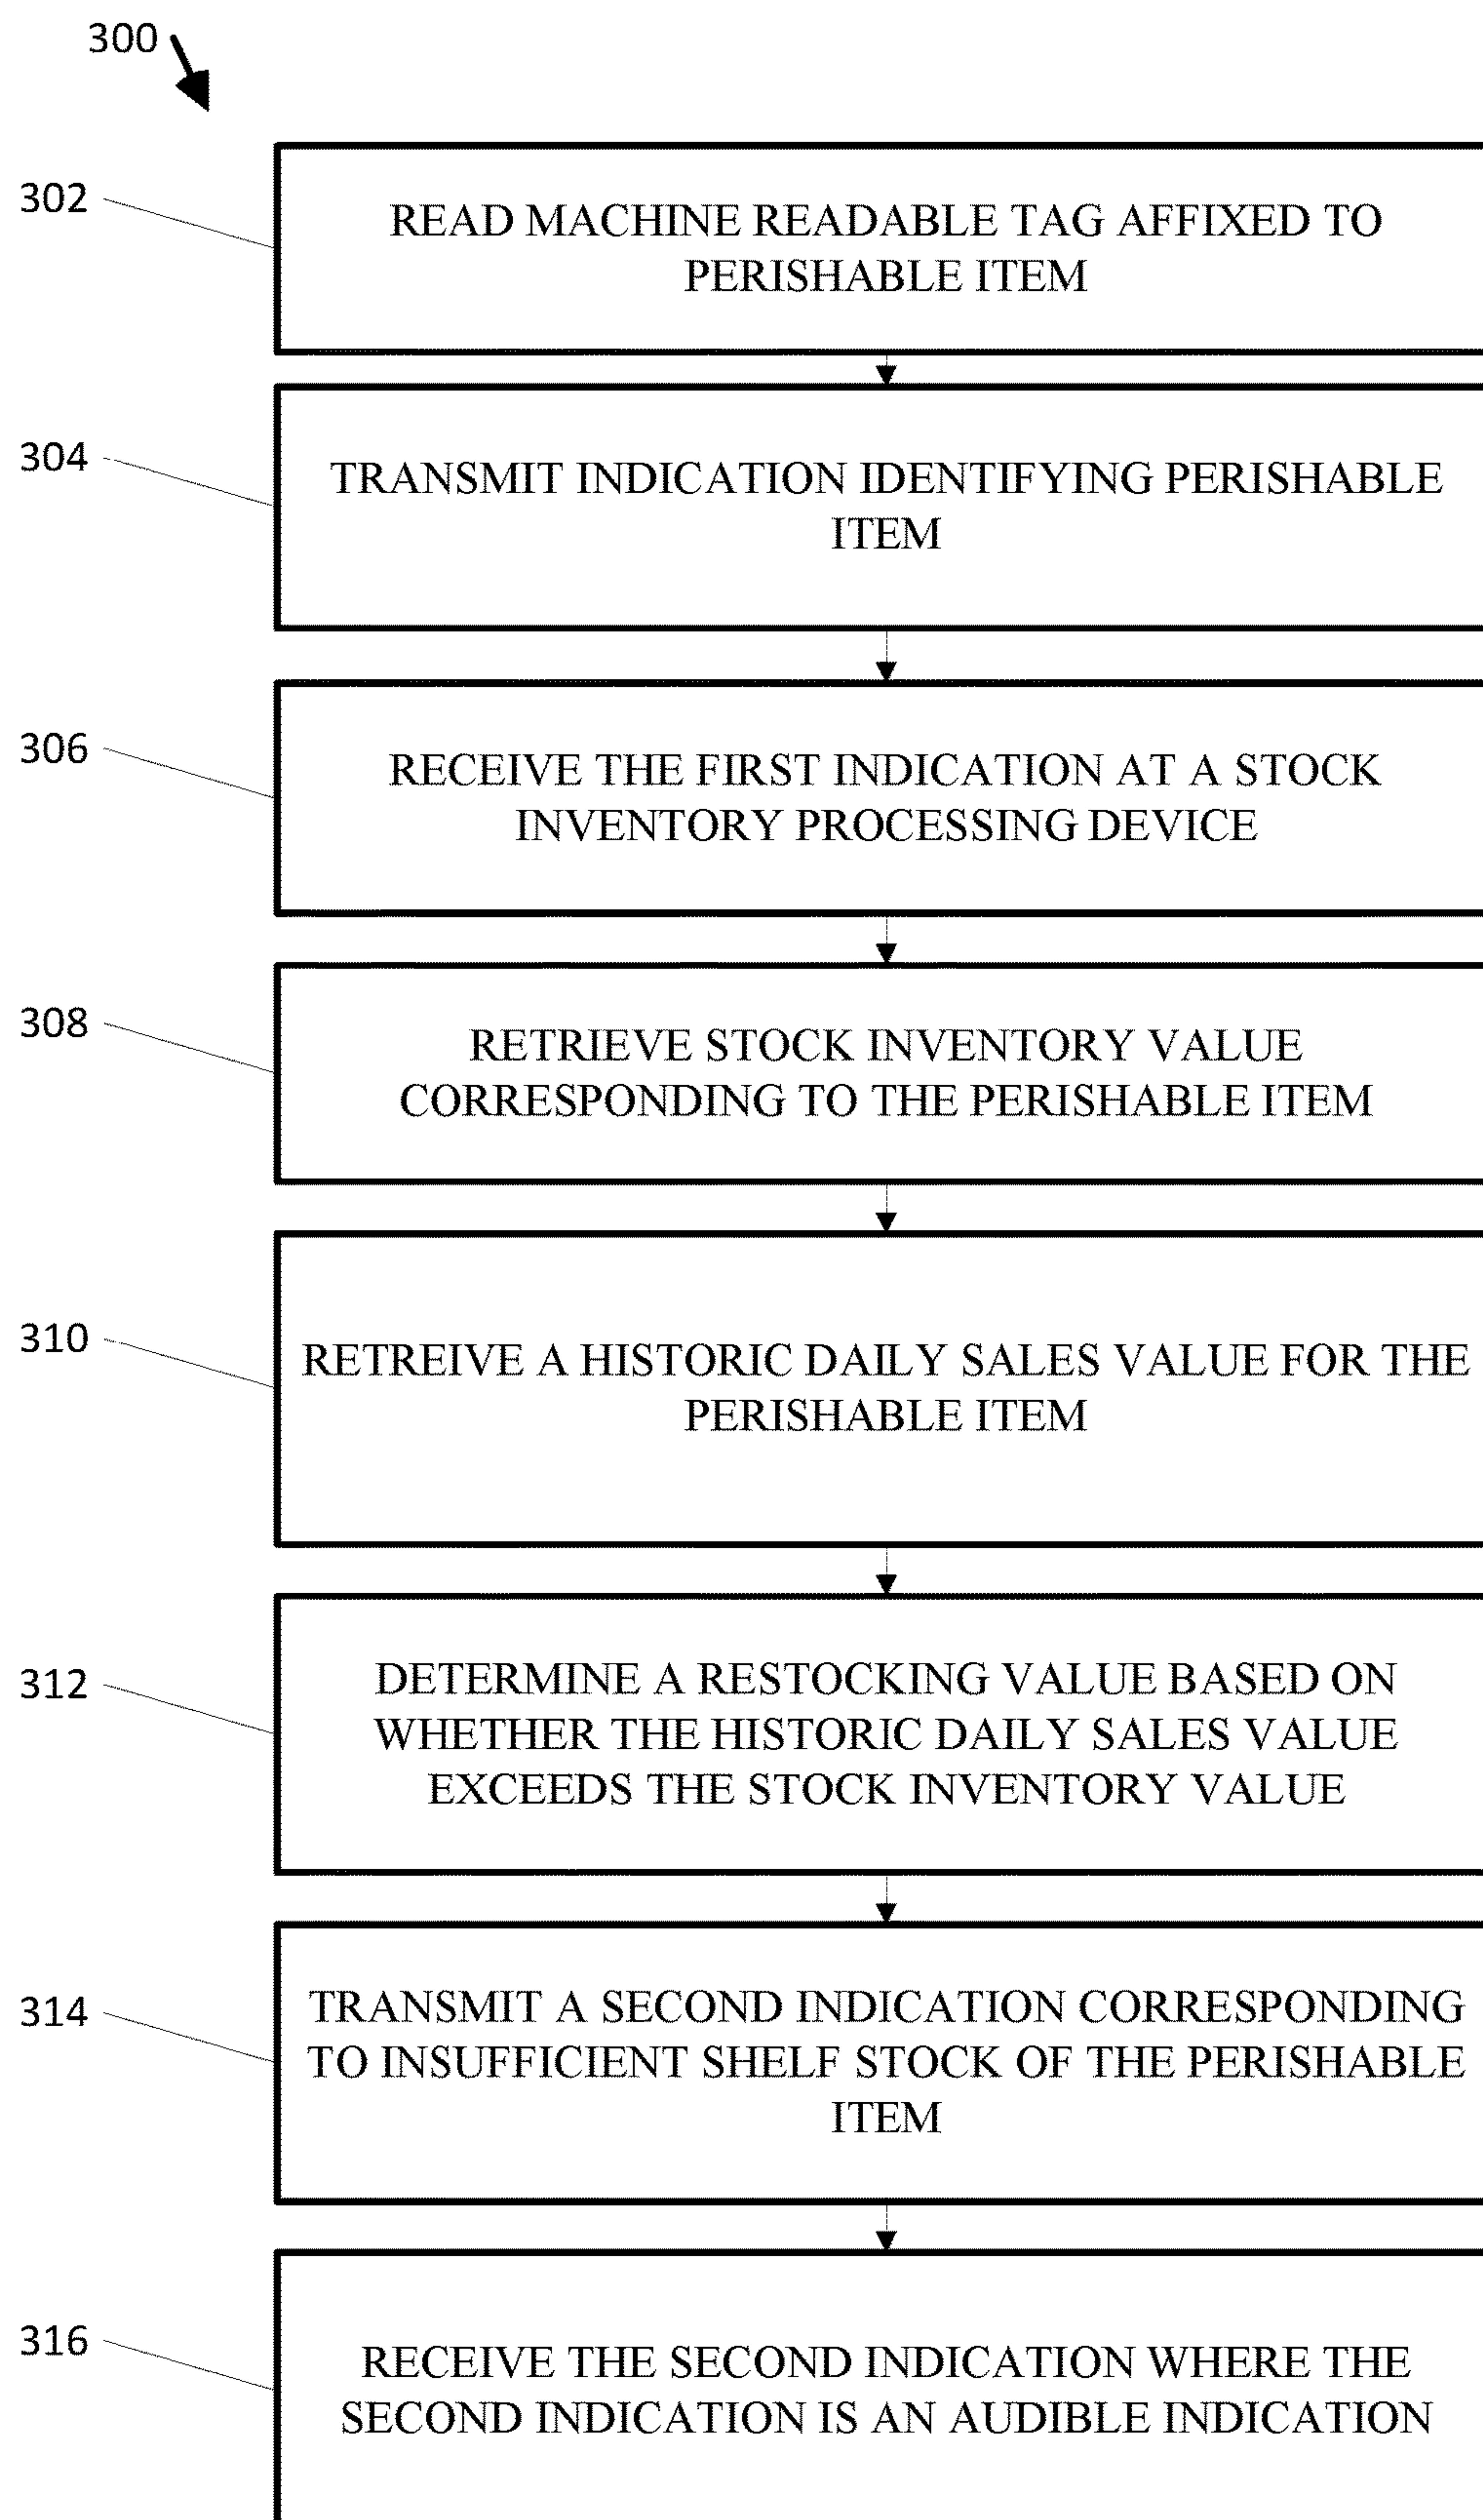 300
302
READ MACHINE READABLE TAG AFFIXED TO
PERISHABLE ITEM
304
TRANSMIT INDICATION IDENTIFYING PERISHABLE
ITEM
306
RECEIVE THE FIRST INDICATION AT A STOCK
INVENTORY PROCESSING DEVICE
308
RETRIEVE STOCK INVENTORY VALUE
CORRESPONDING TO THE PERISHABLE ITEM
310
RETREIVE A HISTORIC DAILY SALES VALUE FOR THE
PERISHABLE ITEM
312
DETERMINE A RESTOCKING VALUE BASED ON
WHETHER THE HISTORIC DAILY SALES VALUE
EXCEEDS THE STOCK INVENTORY VALUE
314
TRANSMIT A SECOND INDICATION CORRESPONDING
TO INSUFFICIENT SHELF STOCK OF THE PERISHABLE
ITEM
316
RECEIVE THE SECOND INDICATION WHERE THE
SECOND INDICATION IS AN AUDIBLE INDICATION